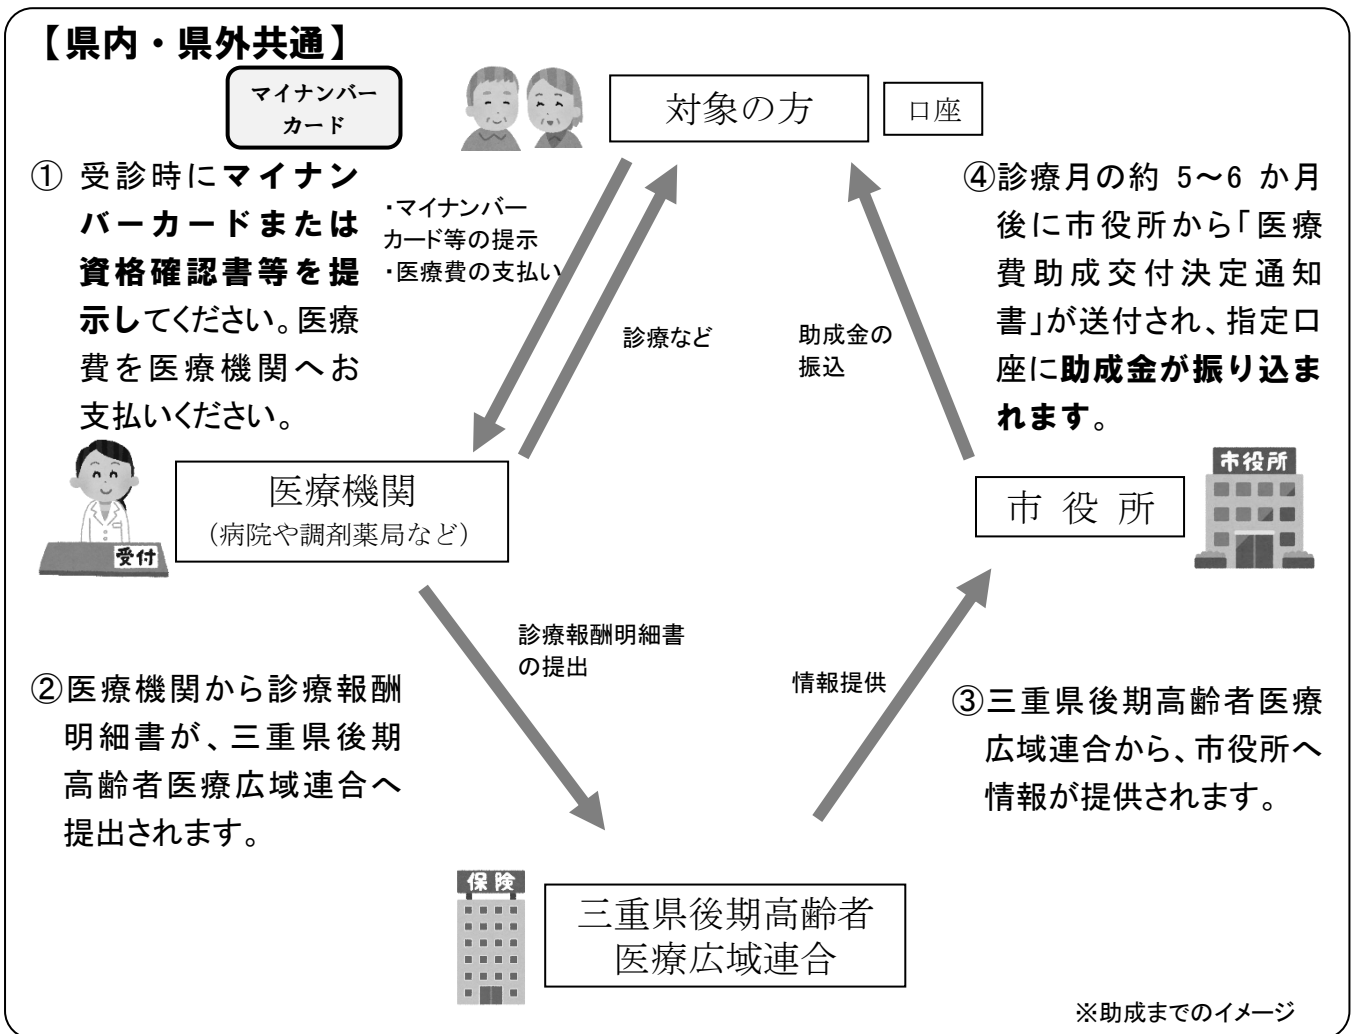 【県内・県外共通】
マイナンバー
カード
対象の方
口座
① 受診時にマイナン
バーカードまたは
資格確認書等を提
示してください。医療
費を医療機関へお
支払いください。
・マイナンバー
カード等の提示
・医療費の支払い
診療など
助成金の
振込
④診療月の約 5~6 か月
後に市役所から「医療
費助成交付決定通知
書」が送付され、指定口
座に助成金が振り込ま
れます。
受付
医療機関
(病院や調剤薬局など)
市 役 所
市役所
診療報酬明細書
の提出
情報提供
②医療機関から診療報酬
明細書が、三重県後期
高齢者医療広域連合へ
提出されます。
③三重県後期高齢者医療
広域連合から、市役所へ
情報が提供されます。
保険
三重県後期高齢者
医療広域連合
※助成までのイメージ